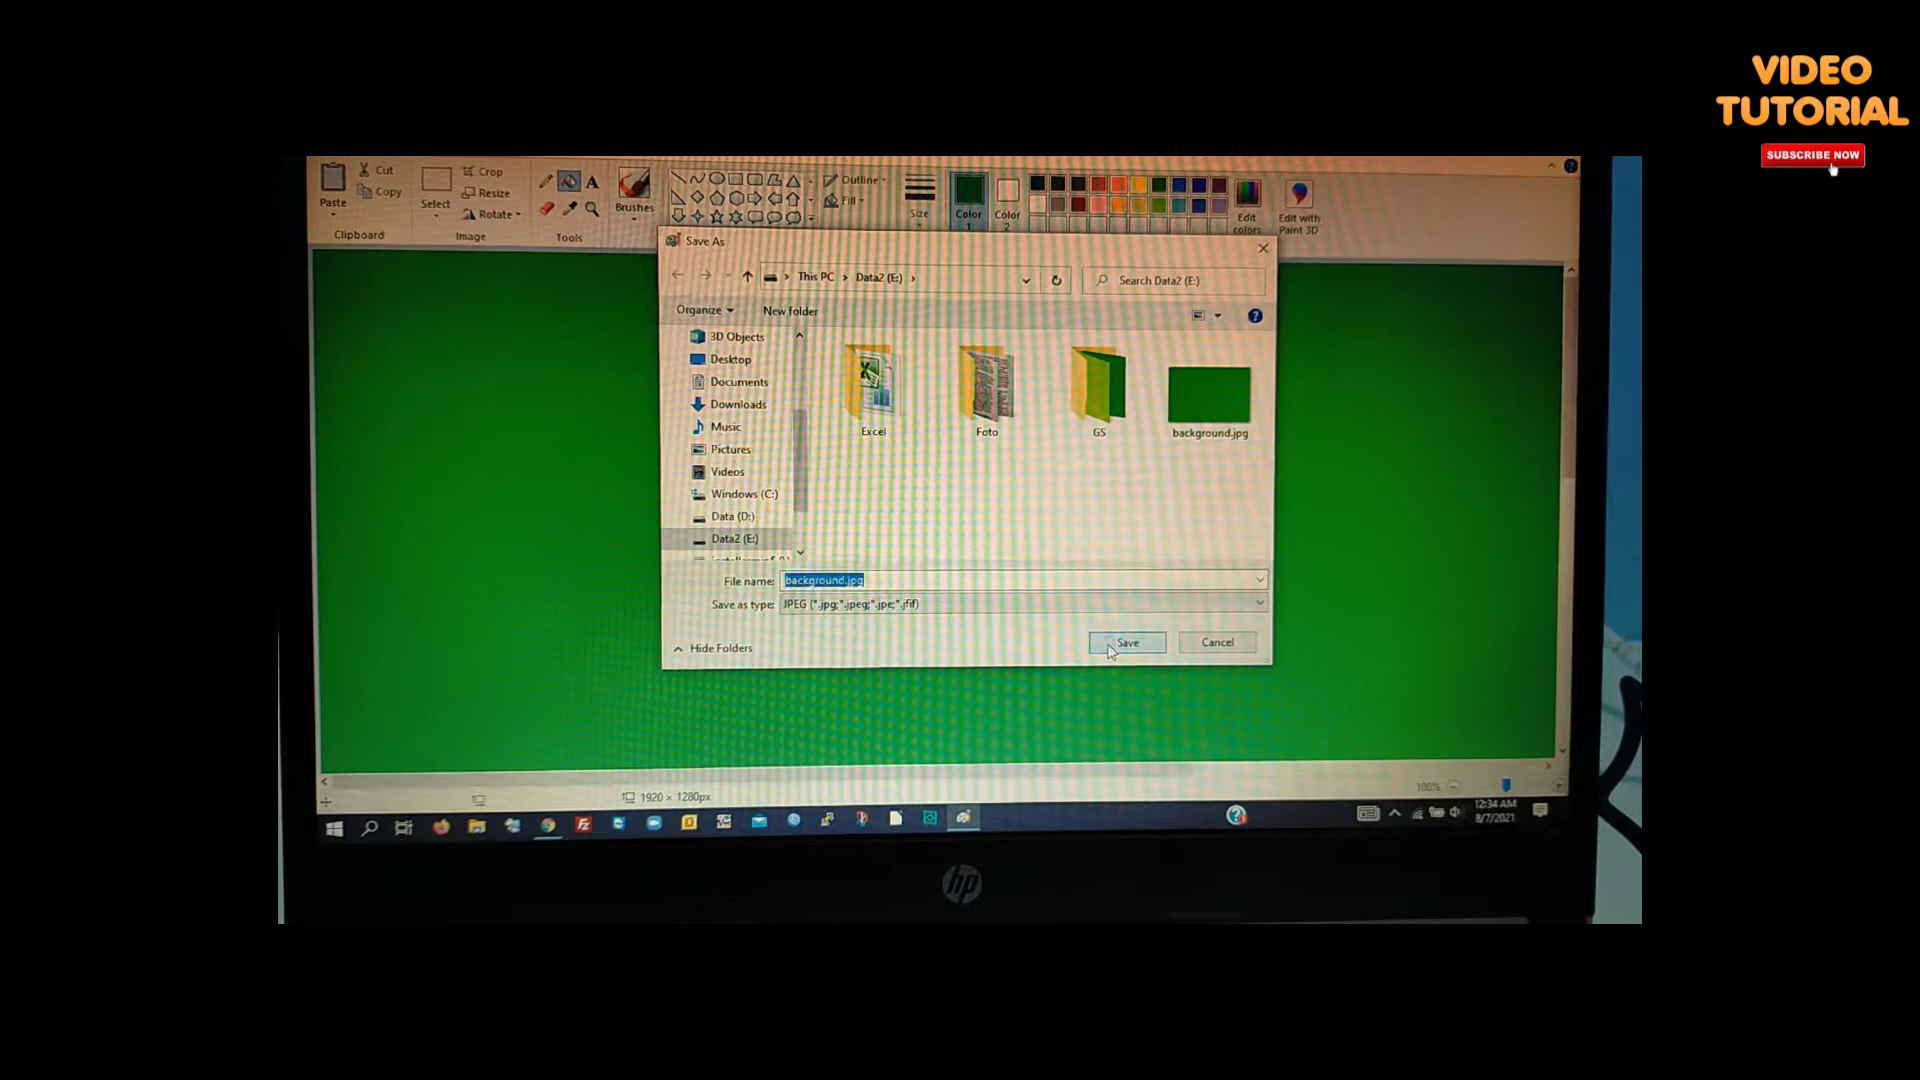 VIDEO
TUTORIAL
SUBSCRIBE NOW
Paste
Cut
Copy
Clipboard
Select
Crop
Resize
Rotate
Image
A
Tools
Brushes
Outline
Fill
Size
Color
1
Color
2
Edit
colors
Edit with
Paint 3D
Save As
This PC
Data2 (E:)
Search Data2 (E:)
Organize
New folder
3D Objects
Desktop
Documents
Downloads
Music
Pictures
Videos
Windows (C:)
Data (D:)
Data2 (E:)
Excel
Foto
GS
background.jpg
File name: background.jpg
Save as type: JPEG (*.jpg;*.jpeg;*.jpe;*.jfif)
Hide Folders
Save
Cancel
1920 × 1280px
100%
12:34 AM
8/7/2021
hp